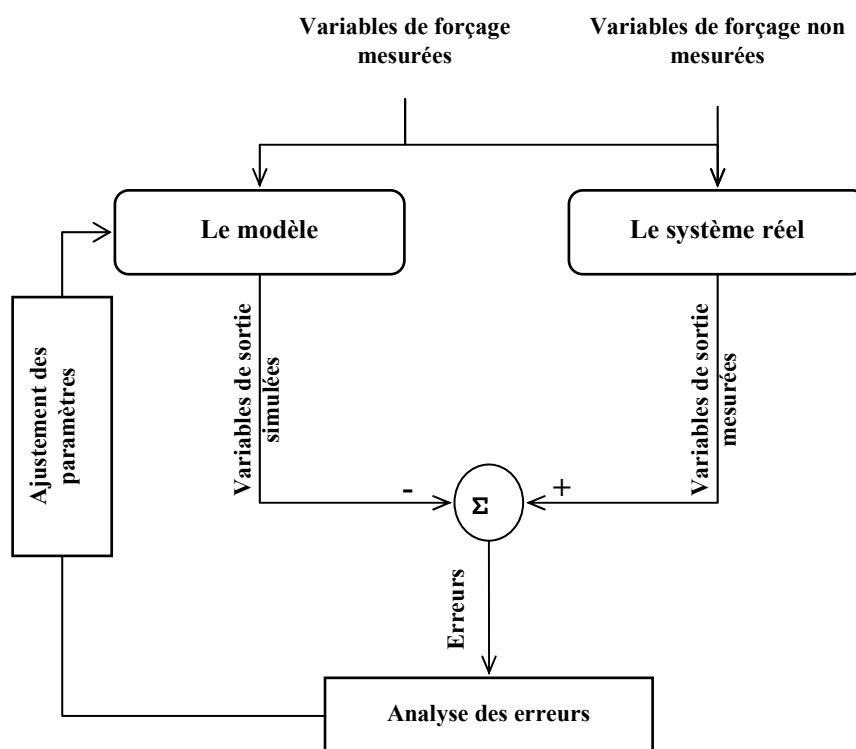 Variables de forçage
mesurées
Variables de forçage non
mesurées
Le modèle
Le système réel
Ajustement des
paramètres
Variables de sortie
simulées
Variables de sortie
mesurées
-
Σ
+
Erreurs
Analyse des erreurs